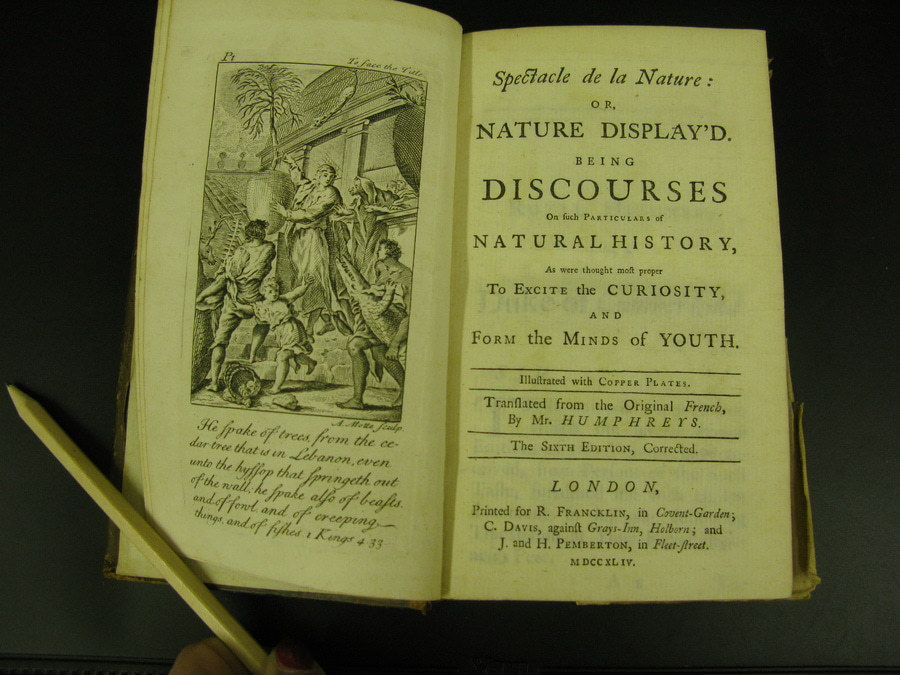 Pt
To face the Title
A. Motte Sculp.
He spake of trees, from the ce-
dar-tree that is in Lebanon, even
unto the hyssop that springeth out
of the wall: he spake also of beasts,
and of fowl and of creeping
things, and of fishes. 1 Kings 4. 33
Spectacle de la Nature:
OR,
NATURE DISPLAY'D.
BEING
DISCOURSES
On such PARTICULARS of
NATURAL HISTORY,
As were thought most proper
To EXCITE the CURIOSITY,
AND
FORM the MINDS of YOUTH.
Illustrated with COPPER PLATES.
Translated from the Original French,
By Mr. HUMPHREYS.
The SIXTH EDITION, Corrected.
LONDON,
Printed for R. FRANCKLIN, in Covent-Garden;
C. DAVIS, against Grays-Inn, Holborn; and
J. and H. PEMBERTON, in Fleet-street.
MDCCXLIV.